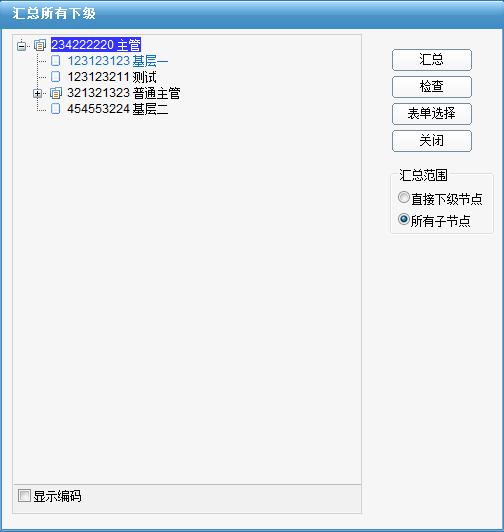 汇总所有下级
234222220 主管
123123123 基层一
123123211 测试
321321323 普通主管
454553224 基层二
显示编码
汇总
检查
表单选择
关闭
汇总范围
直接下级节点
所有子节点